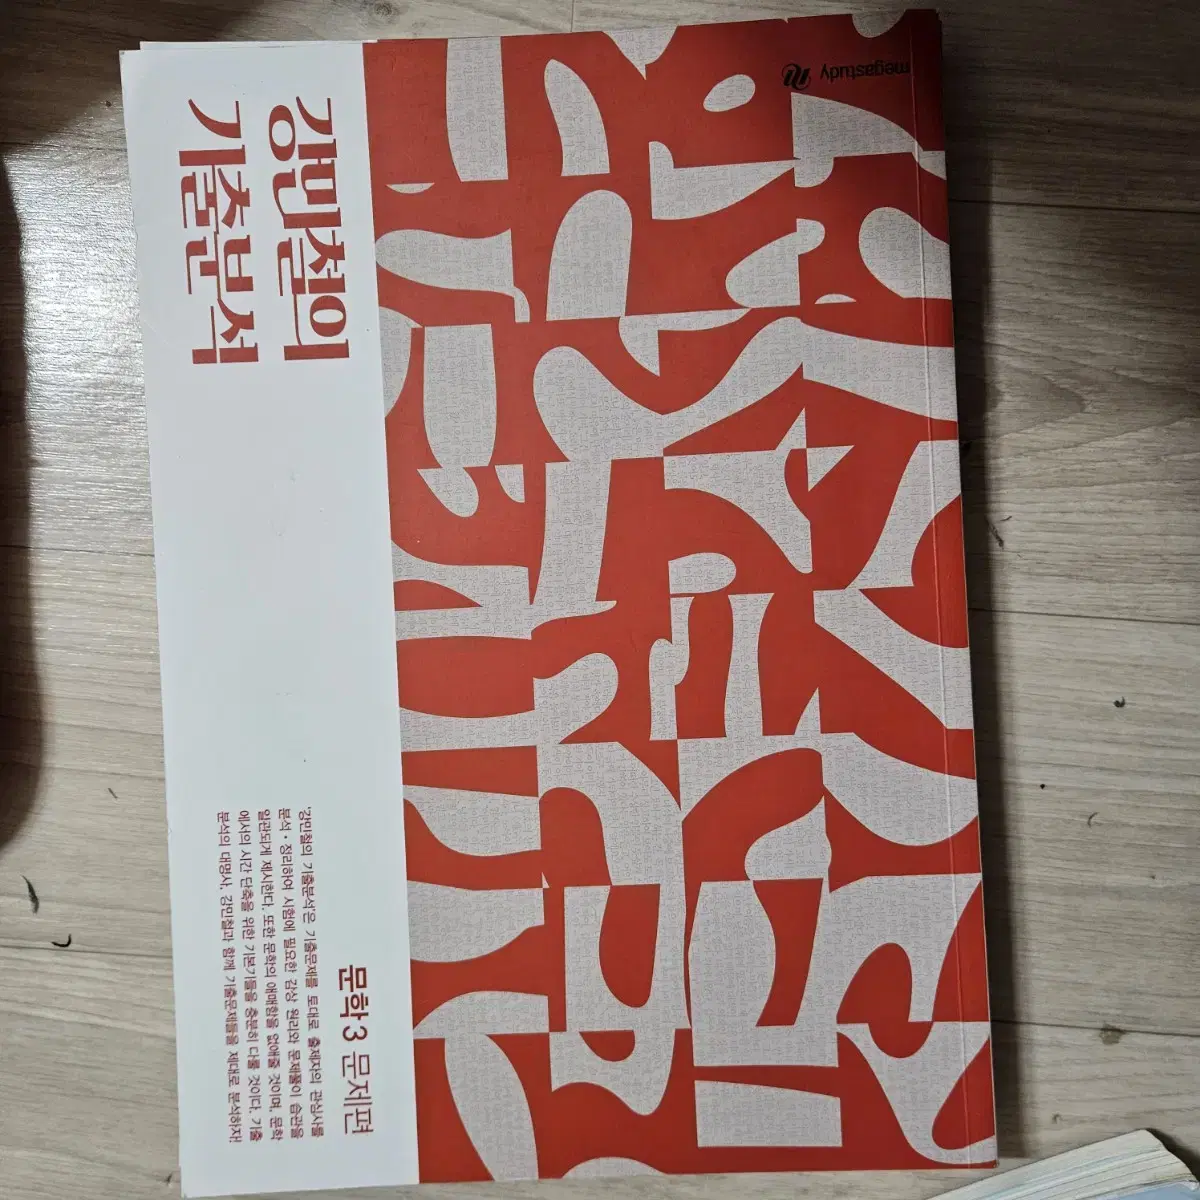 강민철의
기출분석
megastudy
문학3 문제편
'강민철의 기출분석'은 기출문제를 토대로 출제자의 관심사를
분석·정리하여 시험에 필요한 감상 원리와 문제풀이 습관을
일관되게 제시한다. 또한 문학의 애매함을 없애줄 것이며, 문학
에서의 시간 단축을 위한 기본기들을 충분히 다룰 것이다. 기출
분석의 대명사, 강민철과 함께 기출문제를 제대로 분석하자!